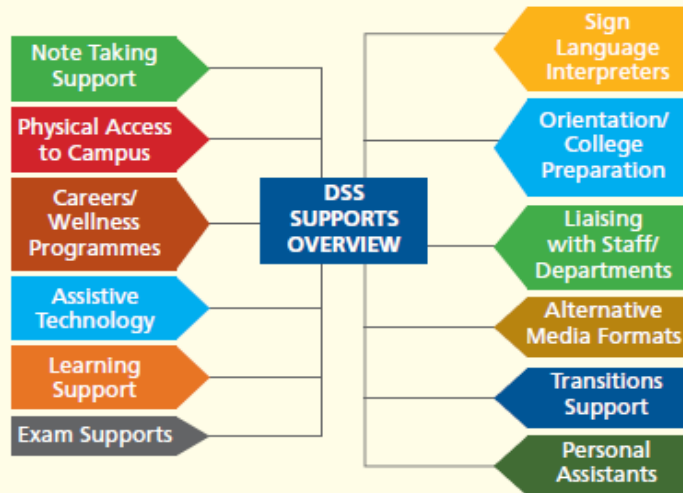 Note Taking
Support
Physical Access
to Campus
Careers/
Wellness
Programmes
Assistive
Technology
Learning
Support
Exam Supports
DSS
SUPPORTS
OVERVIEW
Sign
Language
Interpreters
Orientation/
College
Preparation
Liaising
with Staff/
Departments
Alternative
Media Formats
Transitions
Support
Personal
Assistants